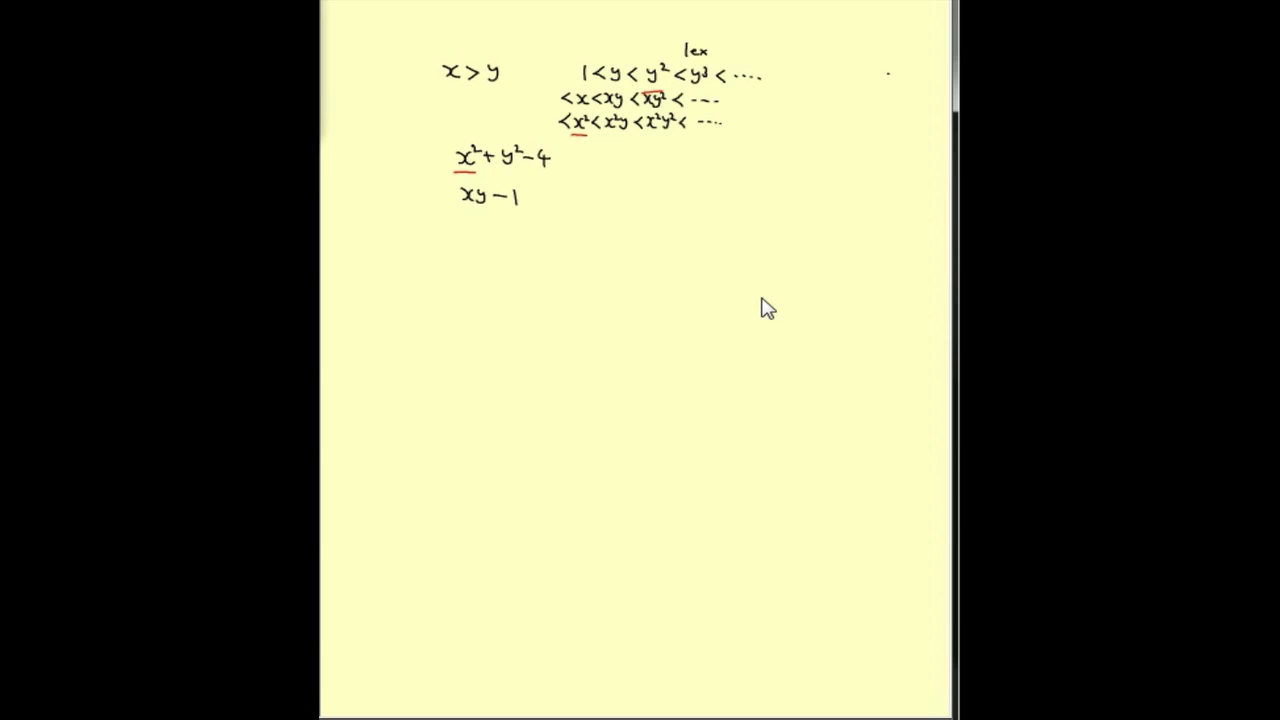 lex
x > y 1 < y < y² < y³ < ....
< x < xy < xy² < ----
< x² < x²y < x²y² < ----
x² + y² - 4
xy - 1